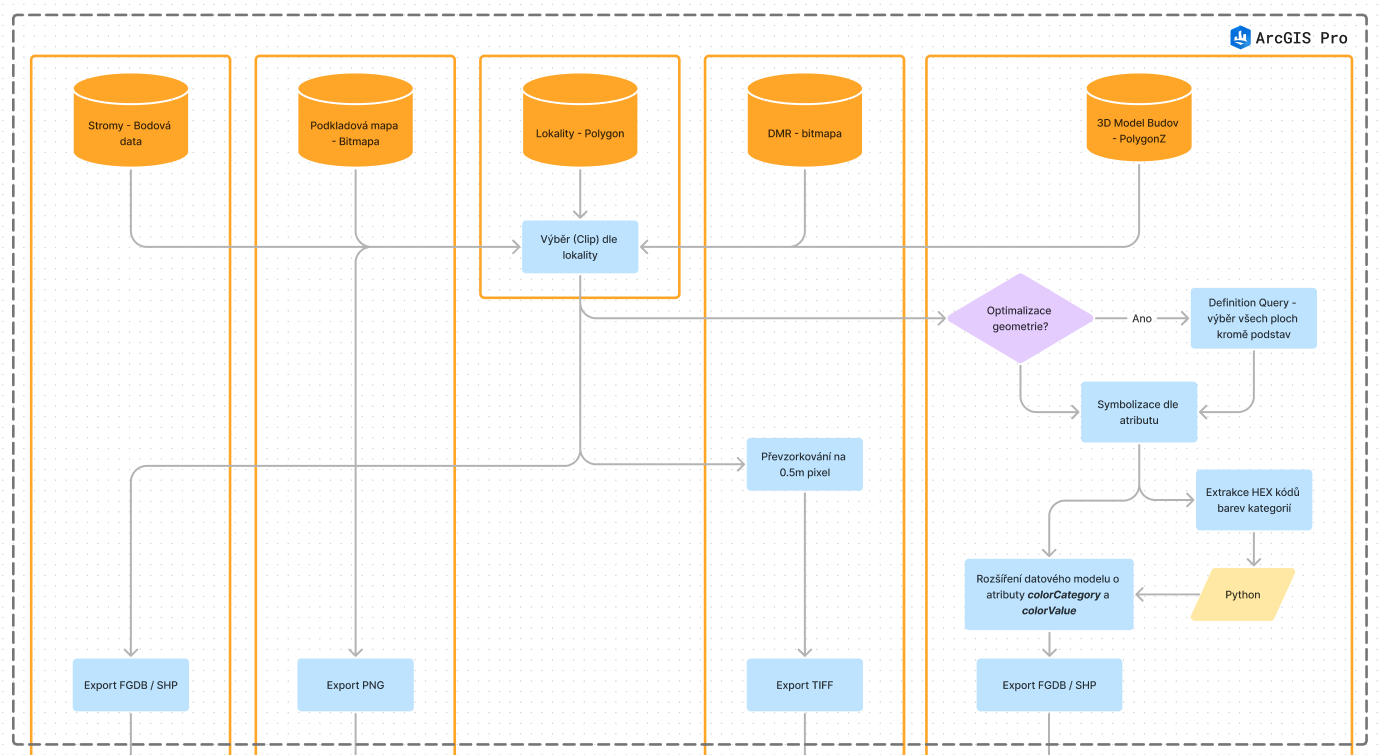 ArcGIS Pro
Stromy - Bodová
data
Podkladová mapa
- Bitmapa
Lokality - Polygon
DMR - bitmapa
3D Model Budov
- PolygonZ
Výběr (Clip) dle
lokality
Optimalizace
geometrie?
Ano
Definition Query -
výběr všech ploch
kromě podstav
Symbolizace dle
atributu
Převzorkování na
0.5m pixel
Extrakce HEX kódů
barev kategorií
Rozšíření datového modelu o
atributy colorCategory a
colorValue
Python
Export FGDB / SHP
Export PNG
Export TIFF
Export FGDB / SHP